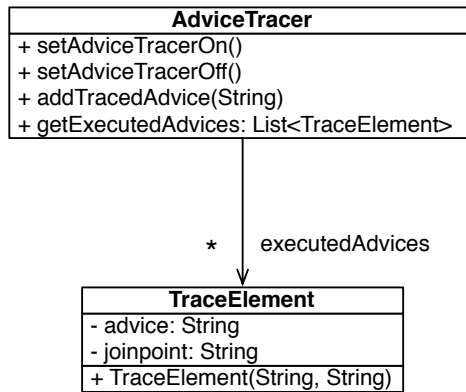 AdviceTracer
+ setAdviceTracerOn()
+ setAdviceTracerOff()
+ addTracedAdvice(String)
+ getExecutedAdvices: List<TraceElement>
* executedAdvices
TraceElement
- advice: String
- joinpoint: String
+ TraceElement(String, String)